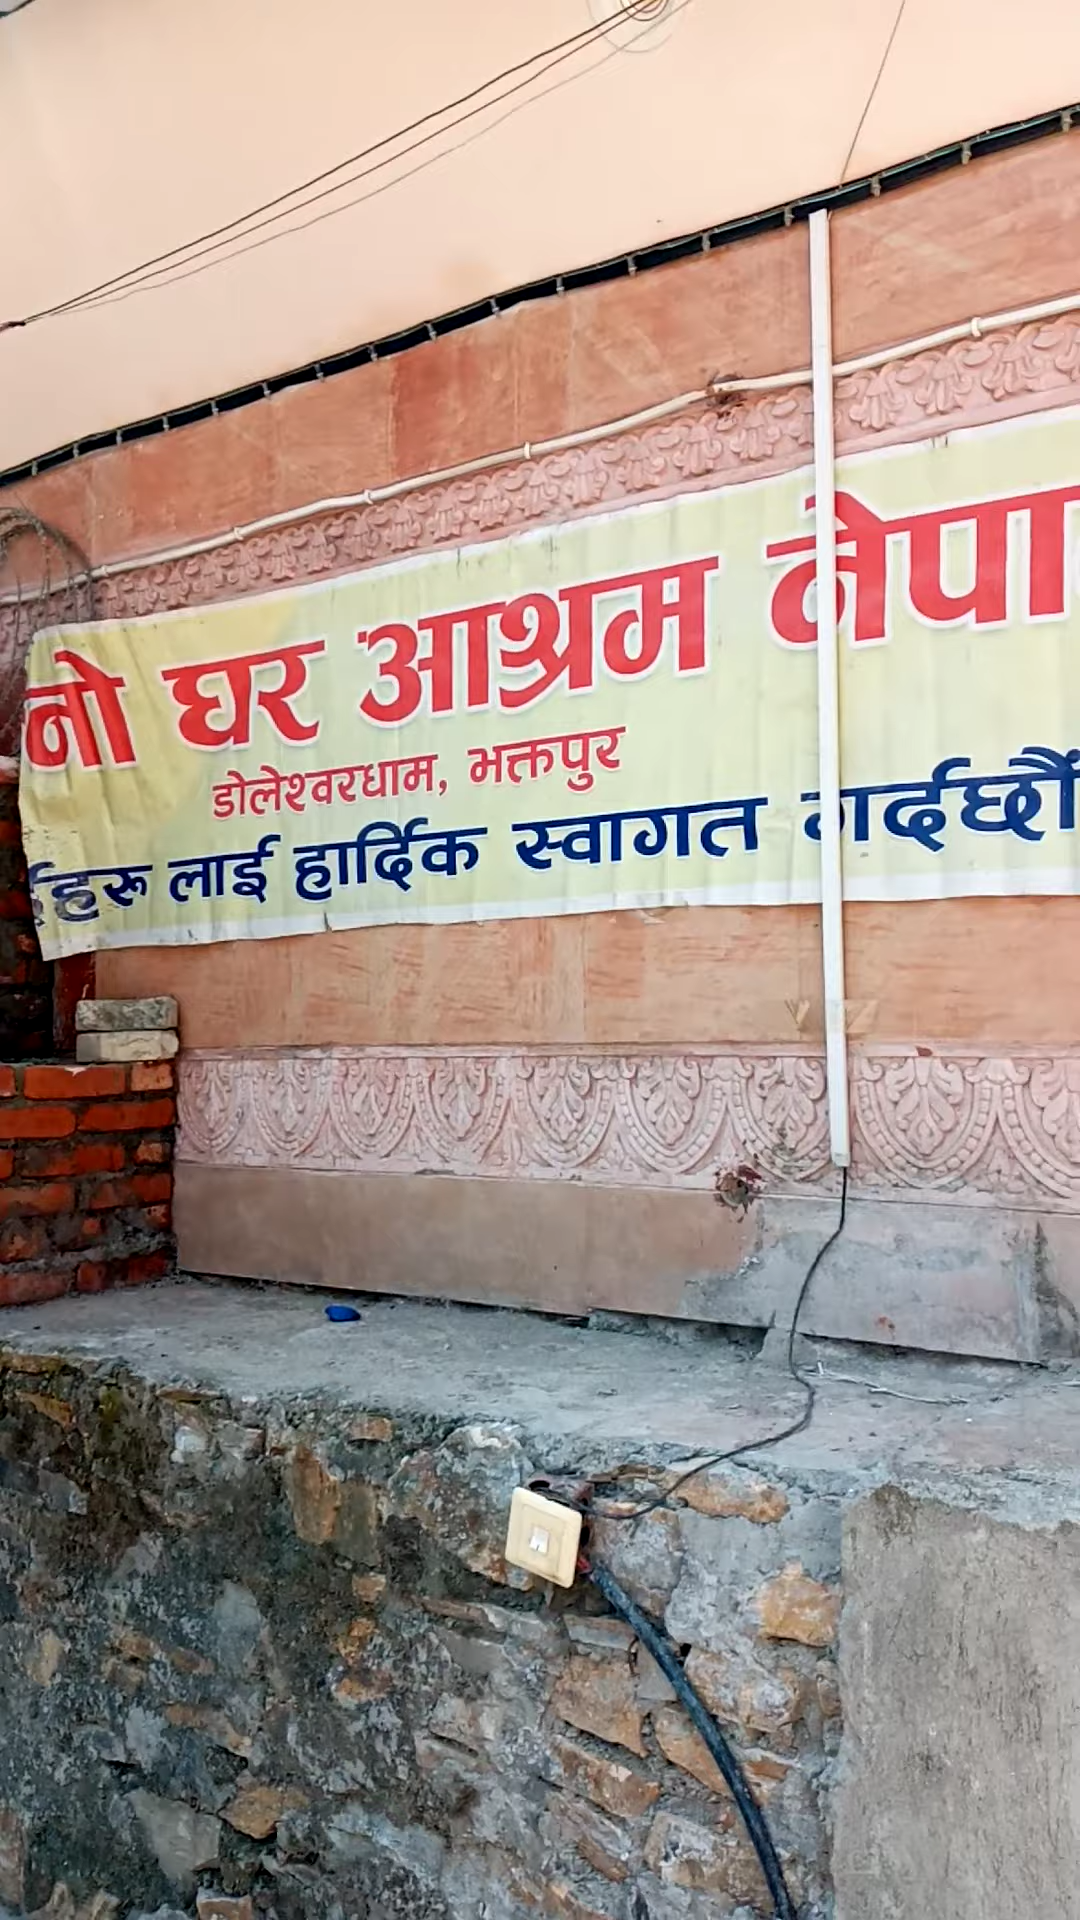 नो घर आश्रम नेपा
डोलेश्वरधाम, भक्तपुर
हरू लाई हार्दिक स्वागत गर्दछौं